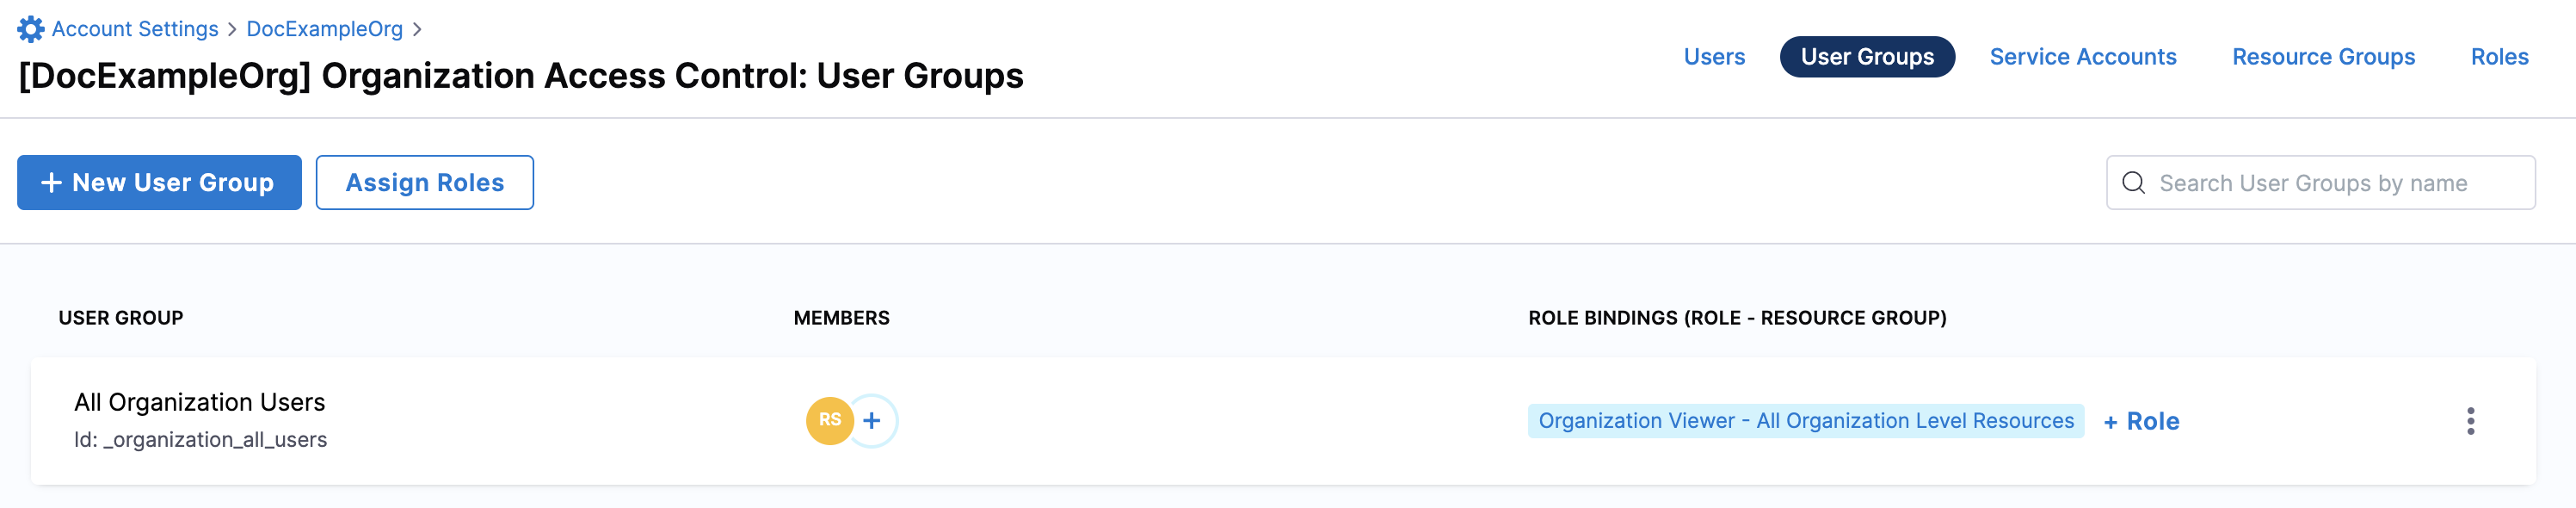 Account Settings > DocExampleOrg >
[DocExampleOrg] Organization Access Control: User Groups
Users User Groups Service Accounts Resource Groups Roles
+ New User Group Assign Roles Search User Groups by name
USER GROUP MEMBERS ROLE BINDINGS (ROLE - RESOURCE GROUP)
All Organization Users
Id: _organization_all_users
RS +
Organization Viewer - All Organization Level Resources + Role